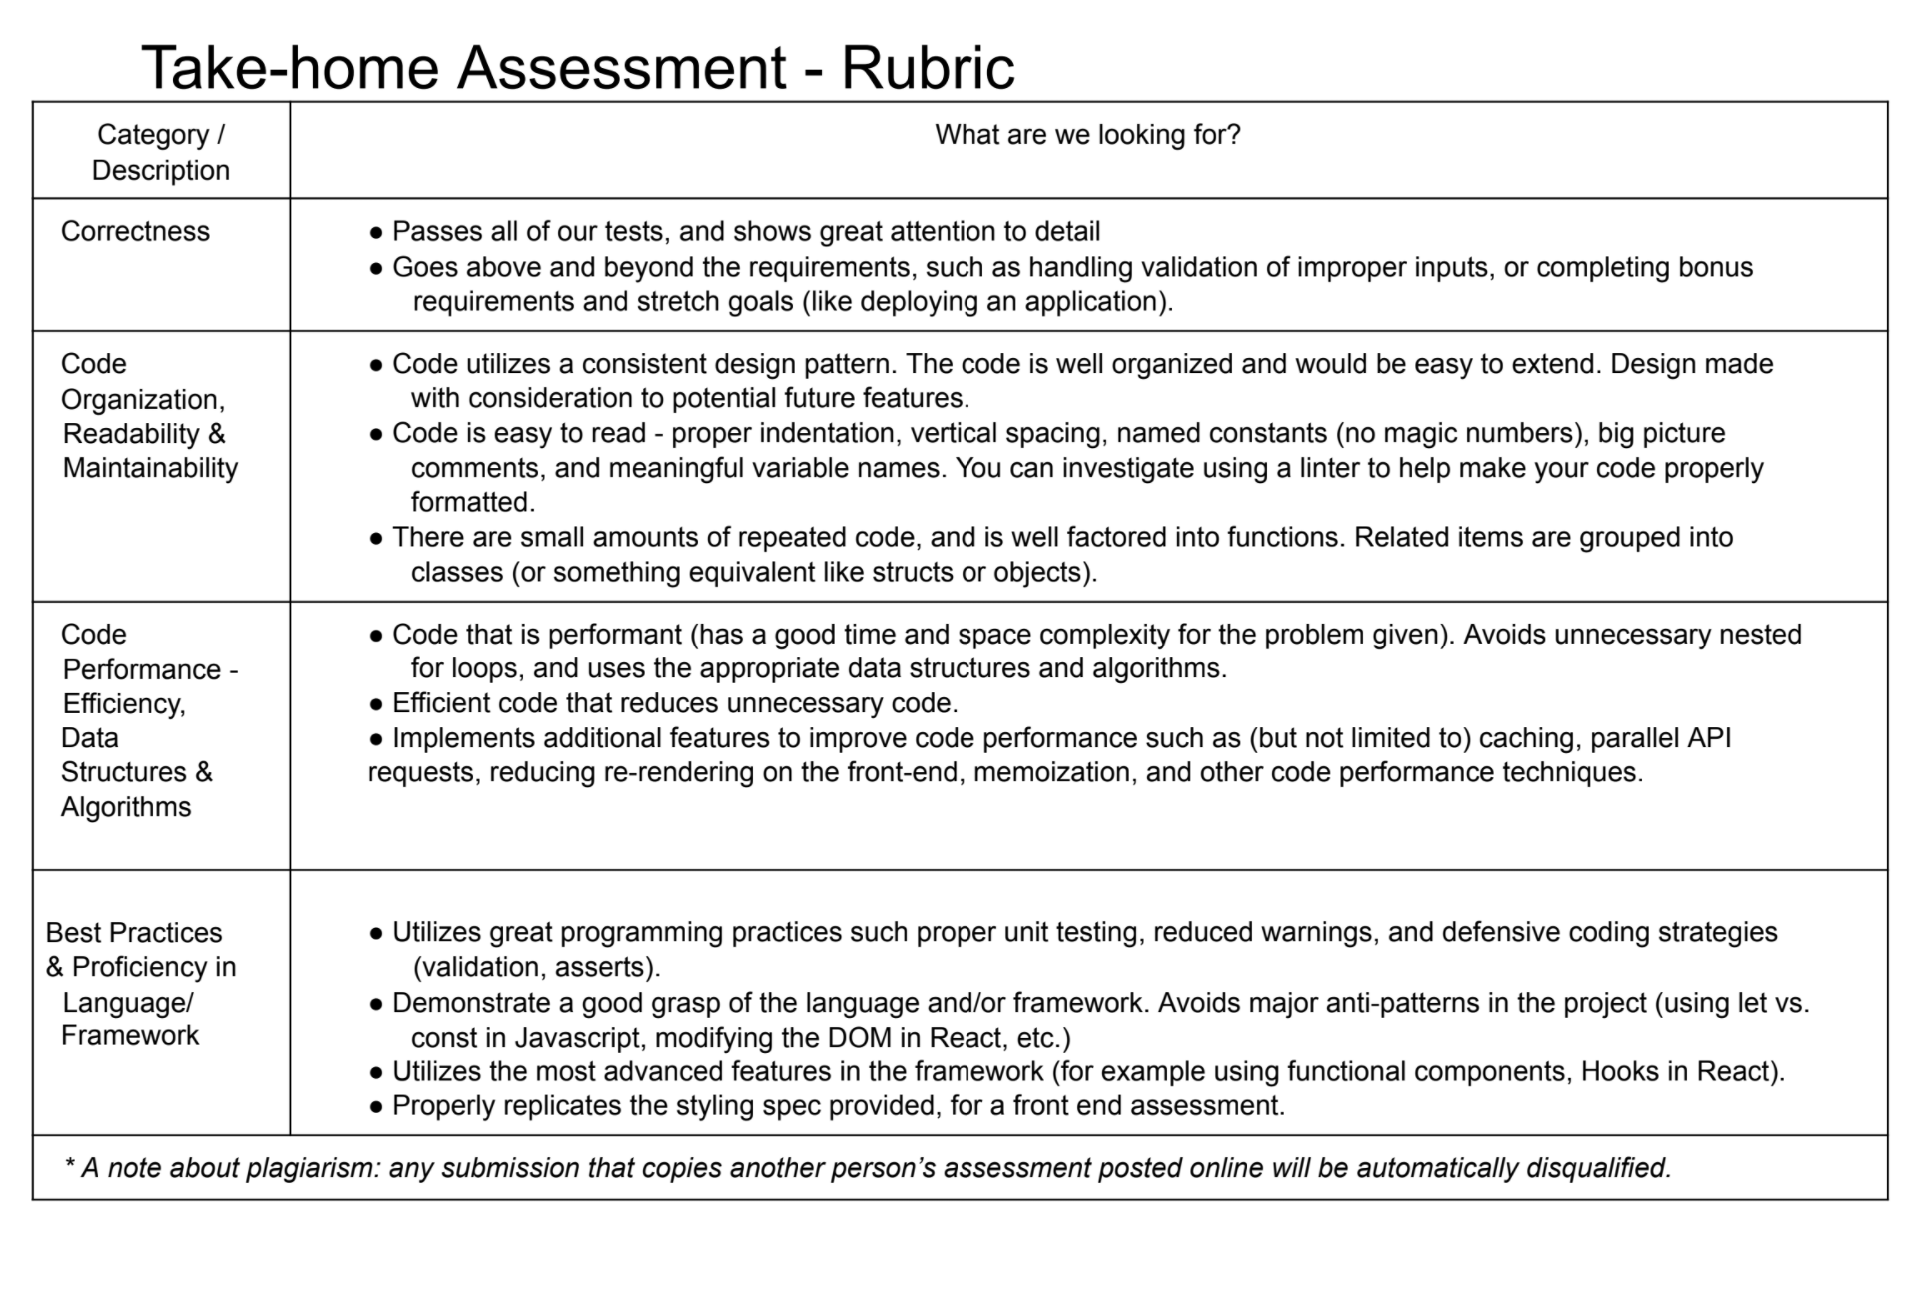 Take-home Assessment - Rubric
Category /
Description
What are we looking for?
Correctness
● Passes all of our tests, and shows great attention to detail
● Goes above and beyond the requirements, such as handling validation of improper inputs, or completing bonus
requirements and stretch goals (like deploying an application).
Code
Organization,
Readability &
Maintainability
● Code utilizes a consistent design pattern. The code is well organized and would be easy to extend. Design made
with consideration to potential future features.
● Code is easy to read - proper indentation, vertical spacing, named constants (no magic numbers), big picture
comments, and meaningful variable names. You can investigate using a linter to help make your code properly
formatted.
● There are small amounts of repeated code, and is well factored into functions. Related items are grouped into
classes (or something equivalent like structs or objects).
Code
Performance -
Efficiency,
Data
Structures &
Algorithms
● Code that is performant (has a good time and space complexity for the problem given). Avoids unnecessary nested
for loops, and uses the appropriate data structures and algorithms.
● Efficient code that reduces unnecessary code.
● Implements additional features to improve code performance such as (but not limited to) caching, parallel API
requests, reducing re-rendering on the front-end, memoization, and other code performance techniques.
Best Practices
& Proficiency in
Language/
Framework
● Utilizes great programming practices such proper unit testing, reduced warnings, and defensive coding strategies
(validation, asserts).
● Demonstrate a good grasp of the language and/or framework. Avoids major anti-patterns in the project (using let vs.
const in Javascript, modifying the DOM in React, etc.)
● Utilizes the most advanced features in the framework (for example using functional components, Hooks in React).
● Properly replicates the styling spec provided, for a front end assessment.
* A note about plagiarism: any submission that copies another person’s assessment posted online will be automatically disqualified.